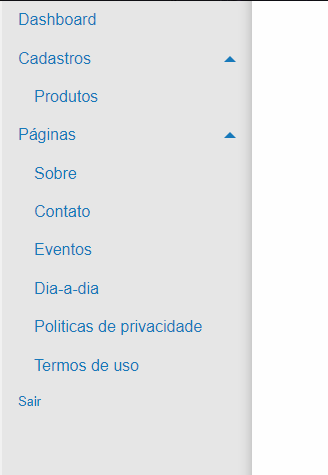 Dashboard
Cadastros
Produtos
Páginas
Sobre
Contato
Eventos
Dia-a-dia
Politicas de privacidade
Termos de uso
Sair